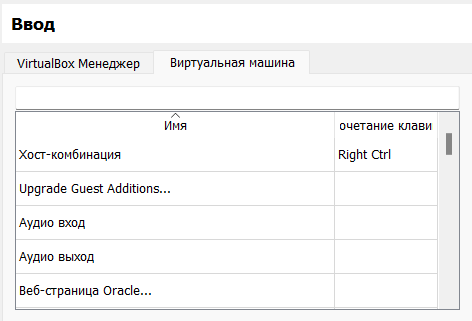 Ввод
VirtualBox Менеджер Виртуальная машина
Имя очетание клави
Хост-комбинация Right Ctrl
Upgrade Guest Additions...
Аудио вход
Аудио выход
Веб-страница Oracle...